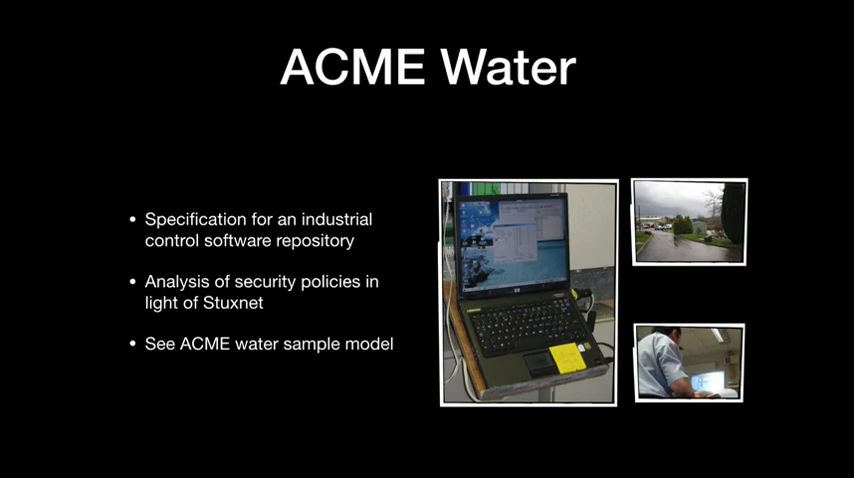 ACME Water
• Specification for an industrial
control software repository
• Analysis of security policies in
light of Stuxnet
• See ACME water sample model